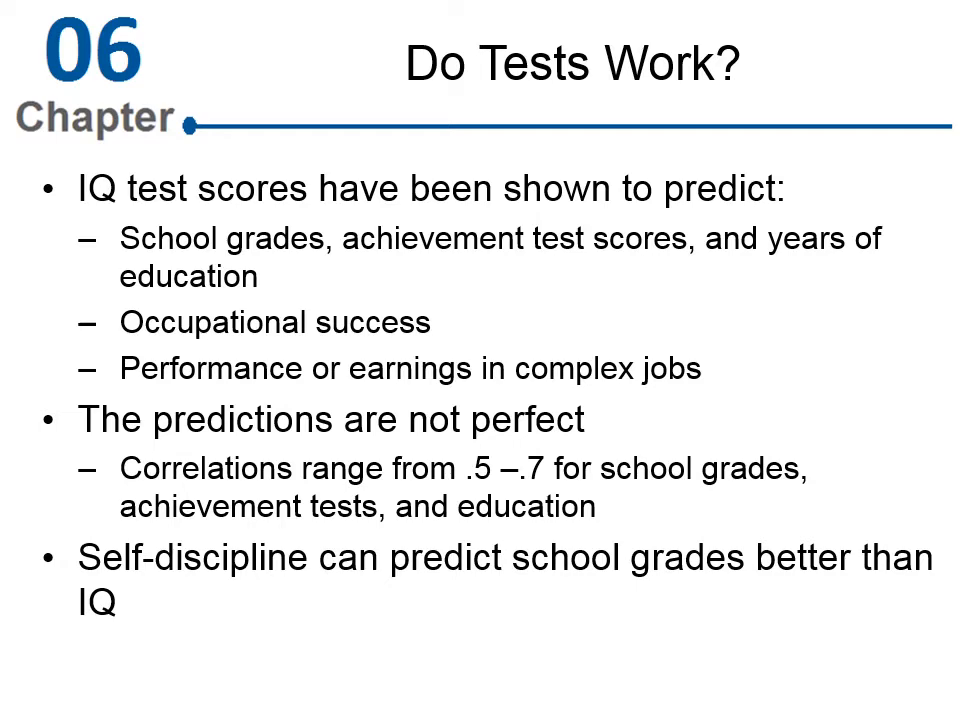 06
Chapter
Do Tests Work?
• IQ test scores have been shown to predict:
– School grades, achievement test scores, and years of
education
– Occupational success
– Performance or earnings in complex jobs
• The predictions are not perfect
– Correlations range from .5 –.7 for school grades,
achievement tests, and education
• Self-discipline can predict school grades better than
IQ